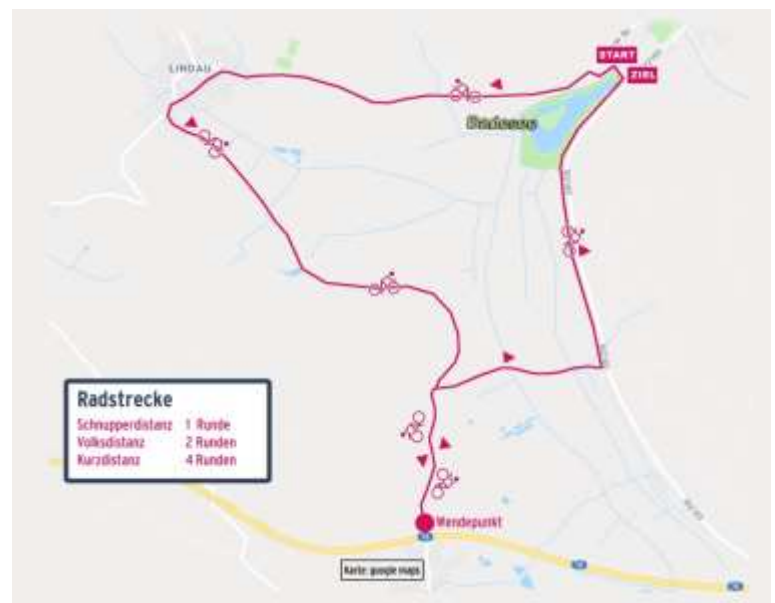 START
ZIEL
LINDAU
Badesee
Radstrecke
Schnupperdistanz 1 Runde
Volksdistanz 2 Runden
Kurzdistanz 4 Runden
Wendepunkt
Karte: google maps